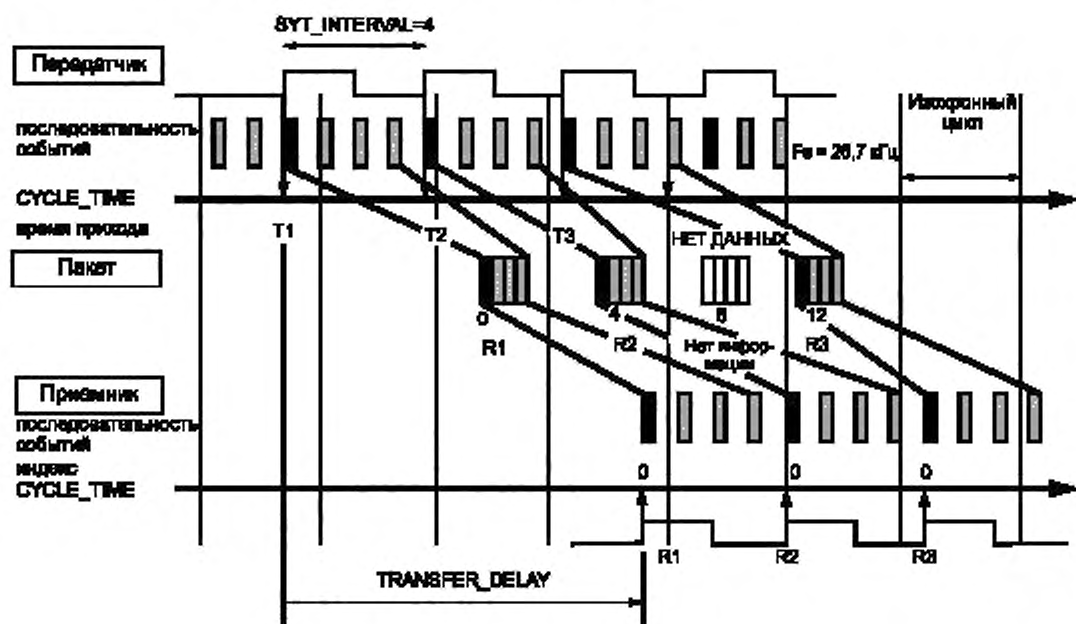 SYT_INTERVAL=4
Передатчик
последовательность
событий
Изохронный
цикл
Fs = 26,7 кГц
CYCLE_TIME
время прихода
T1
T2
T3
НЕТ ДАННЫХ
Пакет
0
4
8
12
R1
R2
Нет инфор-
мации
R3
Приёмник
последовательность
событий
индекс
CYCLE_TIME
0
0
0
R1
R2
R3
TRANSFER_DELAY